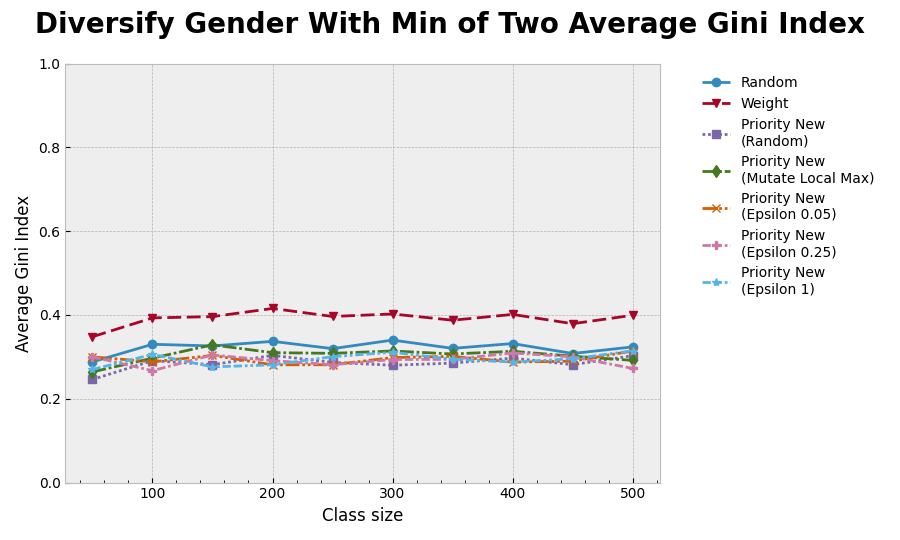 Diversify Gender With Min of Two Average Gini Index
1.0
0.8
0.6
0.4
0.2
0.0
Average Gini Index
100
200
300
400
500
Class size
Random
Weight
Priority New
(Random)
Priority New
(Mutate Local Max)
Priority New
(Epsilon 0.05)
Priority New
(Epsilon 0.25)
Priority New
(Epsilon 1)